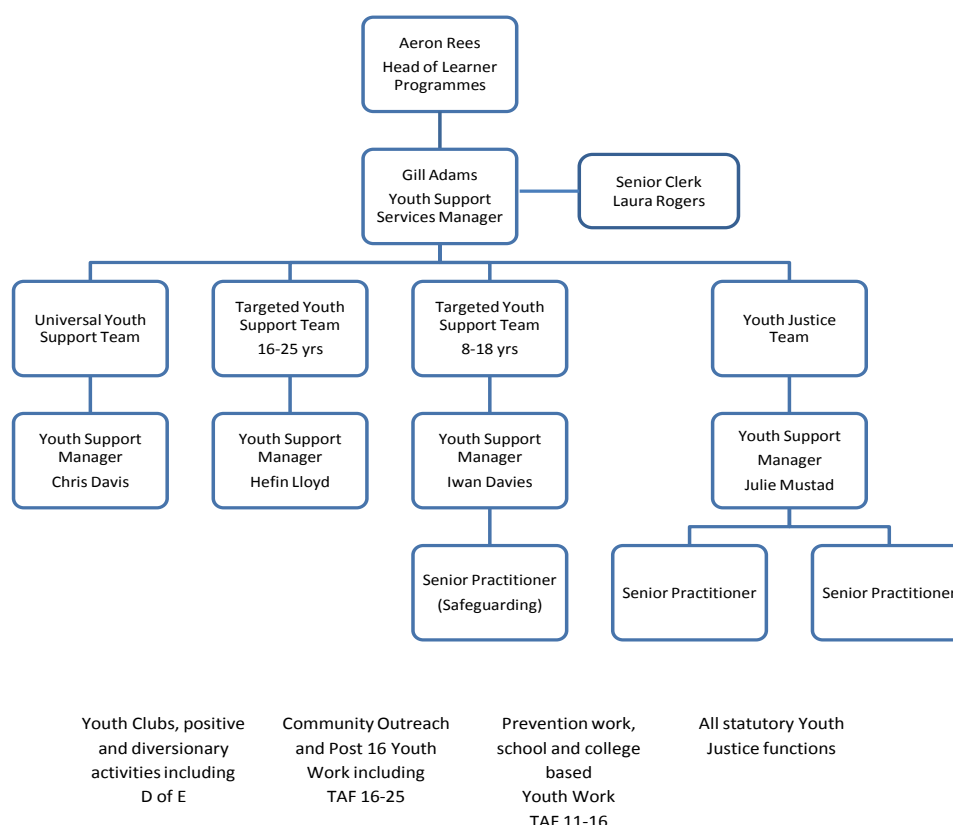 Aeron Rees
Head of Learner
Programmes
Gill Adams
Youth Support
Services Manager
Senior Clerk
Laura Rogers
Universal Youth
Support Team
Targeted Youth
Support Team
16-25 yrs
Targeted Youth
Support Team
8-18 yrs
Youth Justice
Team
Youth Support
Manager
Chris Davis
Youth Support
Manager
Hefin Lloyd
Youth Support
Manager
Iwan Davies
Youth Support
Manager
Julie Mustad
Senior Practitioner
(Safeguarding)
Senior Practitioner
Senior Practitioner
Youth Clubs, positive
and diversionary
activities including
D of E
Community Outreach
and Post 16 Youth
Work including
TAF 16-25
Prevention work,
school and college
based
Youth Work
TAF 11-16
All statutory Youth
Justice functions